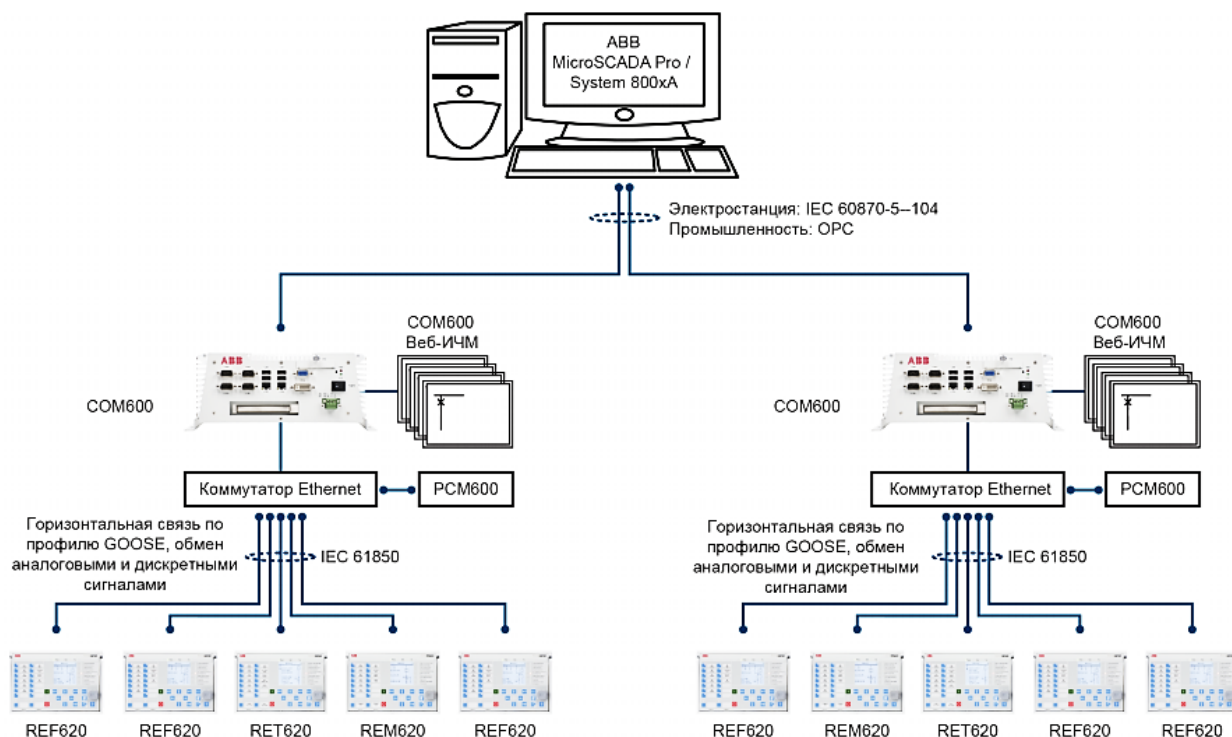 ABB
MicroSCADA Pro /
System 800xA
Электростанция: IEC 60870-5--104
Промышленность: OPC
COM600
Веб-ИЧМ
ABB
COM600
Коммутатор Ethernet
PCM600
Горизонтальная связь по
профилю GOOSE, обмен
аналоговыми и дискретными
сигналами
IEC 61850
REF620
REF620
RET620
REM620
REF620
COM600
Веб-ИЧМ
ABB
COM600
Коммутатор Ethernet
PCM600
Горизонтальная связь по
профилю GOOSE, обмен
аналоговыми и дискретными
сигналами
IEC 61850
REF620
REM620
RET620
REF620
REF620